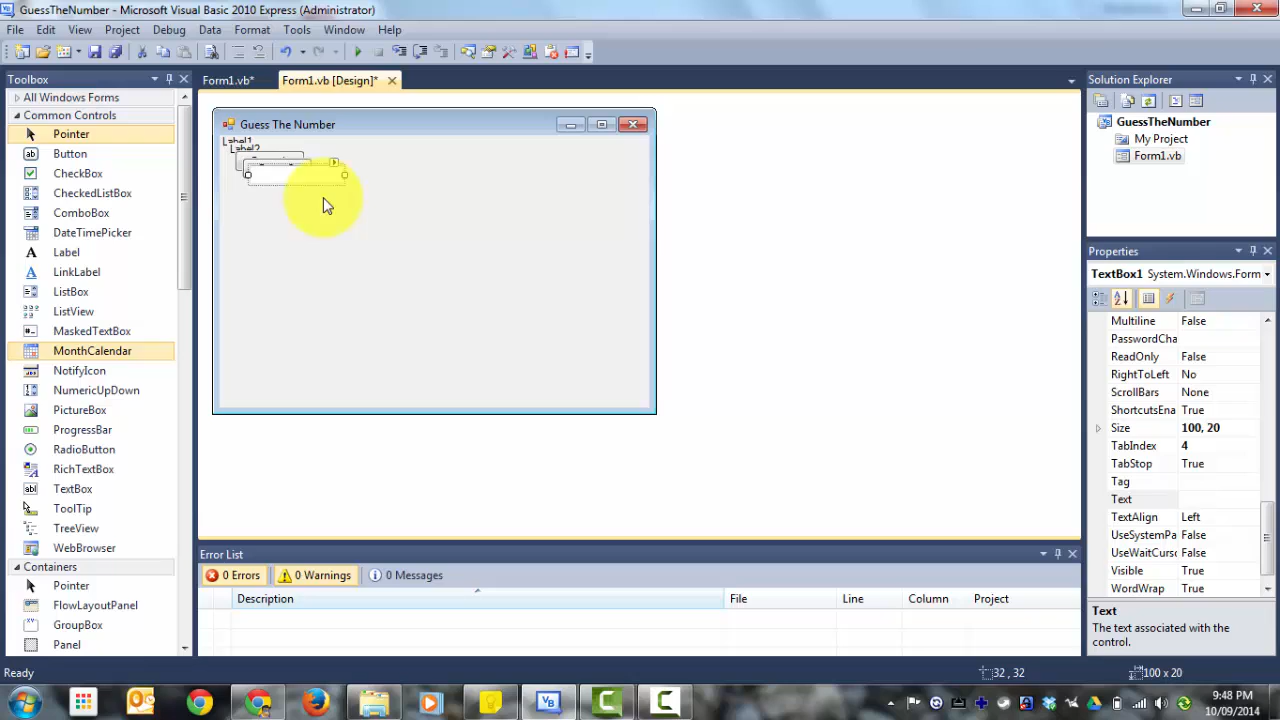 GuessTheNumber - Microsoft Visual Basic 2010 Express (Administrator)
File Edit View Project Debug Data Format Tools Window Help
Toolbox
All Windows Forms
Common Controls
Pointer
Button
CheckBox
CheckedListBox
ComboBox
DateTimePicker
Label
LinkLabel
ListBox
ListView
MaskedTextBox
MonthCalendar
NotifyIcon
NumericUpDown
PictureBox
ProgressBar
RadioButton
RichTextBox
TextBox
ToolTip
TreeView
WebBrowser
Containers
Pointer
FlowLayoutPanel
GroupBox
Panel
Form1.vb* Form1.vb [Design]*
Guess The Number
Label1
Label2
Error List
0 Errors 0 Warnings 0 Messages
Description File Line Column Project
Solution Explorer
GuessTheNumber
My Project
Form1.vb
Properties
TextBox1 System.Windows.Form
Multiline False
PasswordCha
ReadOnly False
RightToLeft No
ScrollBars None
ShortcutsEna True
Size 100, 20
TabIndex 4
TabStop True
Tag
Text
TextAlign Left
UseSystemPa False
UseWaitCurso False
Visible True
WordWrap True
Text
The text associated with the
control.
Ready 32 , 32 100 x 20
9:48 PM
10/09/2014